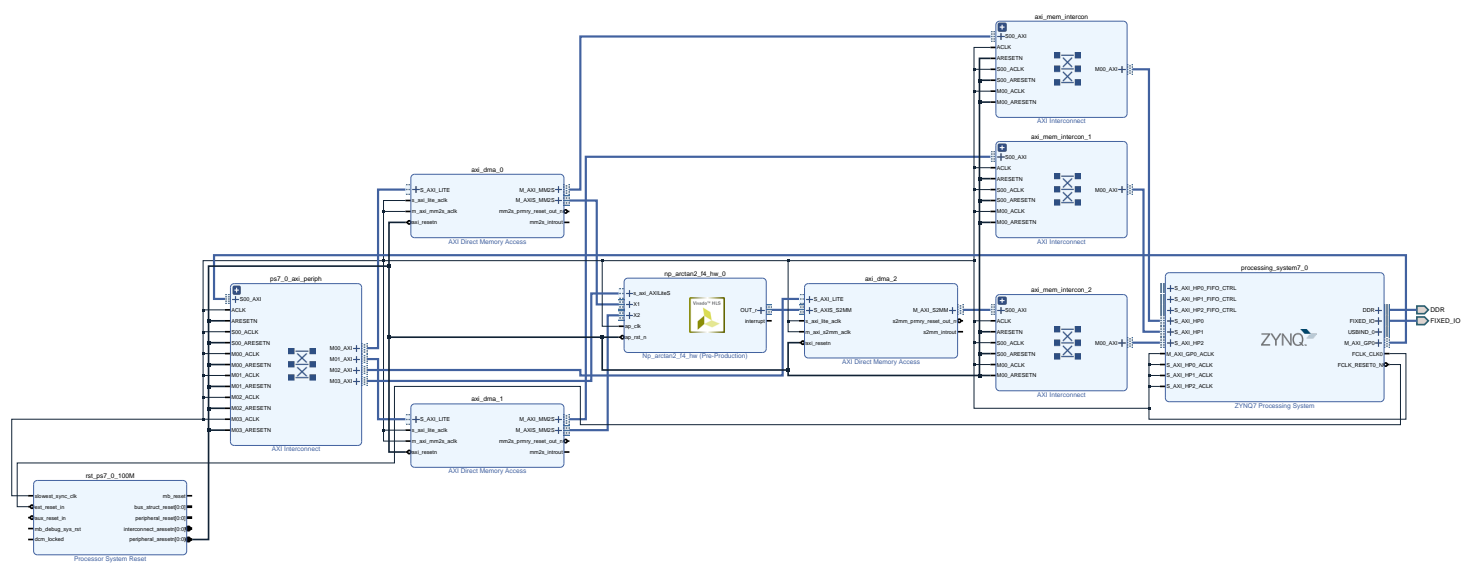 axi_mem_intercon
S00_AXI
ACLK
ARESETN
S00_ACLK
S00_ARESETN
M00_ACLK
M00_ARESETN
M00_AXI
AXI Interconnect
axi_mem_intercon_1
S00_AXI
ACLK
ARESETN
S00_ACLK
S00_ARESETN
M00_ACLK
M00_ARESETN
M00_AXI
AXI Interconnect
axi_dma_0
S_AXI_LITE
s_axi_lite_aclk
m_axi_mm2s_aclk
axi_resetn
M_AXI_MM2S
M_AXIS_MM2S
mm2s_prmry_reset_out_n
mm2s_introut
AXI Direct Memory Access
ps7_0_axi_periph
S00_AXI
ACLK
ARESETN
S00_ACLK
S00_ARESETN
M00_ACLK
M00_ARESETN
M01_ACLK
M01_ARESETN
M02_ACLK
M02_ARESETN
M03_ACLK
M03_ARESETN
M00_AXI
M01_AXI
M02_AXI
M03_AXI
AXI Interconnect
np_arctan2_f4_hw_0
s_axi_AXILiteS
X1
X2
ap_clk
ap_rst_n
Vivado™ HLS
OUT_r
interrupt
Np_arctan2_f4_hw (Pre-Production)
axi_dma_2
S_AXI_LITE
S_AXIS_S2MM
s_axi_lite_aclk
m_axi_s2mm_aclk
axi_resetn
M_AXI_S2MM
s2mm_prmry_reset_out_n
s2mm_introut
AXI Direct Memory Access
axi_mem_intercon_2
S00_AXI
ACLK
ARESETN
S00_ACLK
S00_ARESETN
M00_ACLK
M00_ARESETN
M00_AXI
AXI Interconnect
processing_system7_0
S_AXI_HP0_FIFO_CTRL
S_AXI_HP1_FIFO_CTRL
S_AXI_HP2_FIFO_CTRL
S_AXI_HP0
S_AXI_HP1
S_AXI_HP2
M_AXI_GP0_ACLK
S_AXI_HP0_ACLK
S_AXI_HP1_ACLK
S_AXI_HP2_ACLK
ZYNQ
DDR
FIXED_IO
USBIND_0
M_AXI_GP0
FCLK_CLK0
FCLK_RESET0_N
ZYNQ7 Processing System
DDR
FIXED_IO
axi_dma_1
S_AXI_LITE
s_axi_lite_aclk
m_axi_mm2s_aclk
axi_resetn
M_AXI_MM2S
M_AXIS_MM2S
mm2s_prmry_reset_out_n
mm2s_introut
AXI Direct Memory Access
rst_ps7_0_100M
slowest_sync_clk
ext_reset_in
aux_reset_in
mb_debug_sys_rst
dcm_locked
mb_reset
bus_struct_reset[0:0]
peripheral_reset[0:0]
interconnect_aresetn[0:0]
peripheral_aresetn[0:0]
Processor System Reset